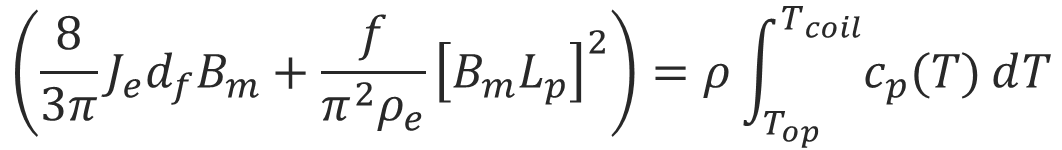 (8/3π J_e d_f B_m + f/π²ρ_e [B_m L_p]²) = ρ ∫_{T_op}^{T_coil} c_p(T) dT